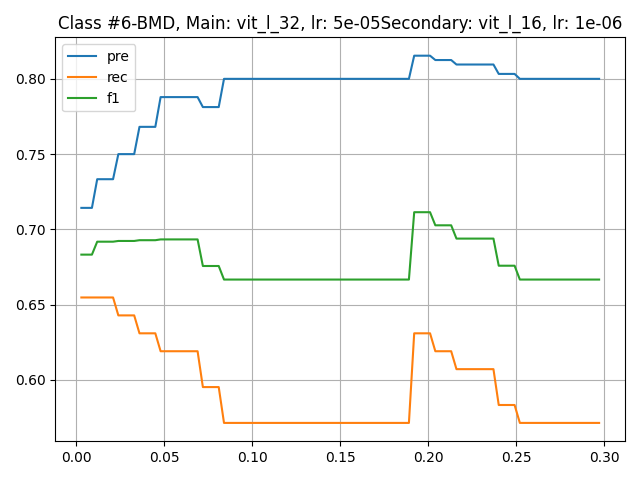 Class #6-BMD, Main: vit_l_32, lr: 5e-05Secondary: vit_l_16, lr: 1e-06
pre
rec
f1
0.80
0.75
0.70
0.65
0.60
0.00 0.05 0.10 0.15 0.20 0.25 0.30